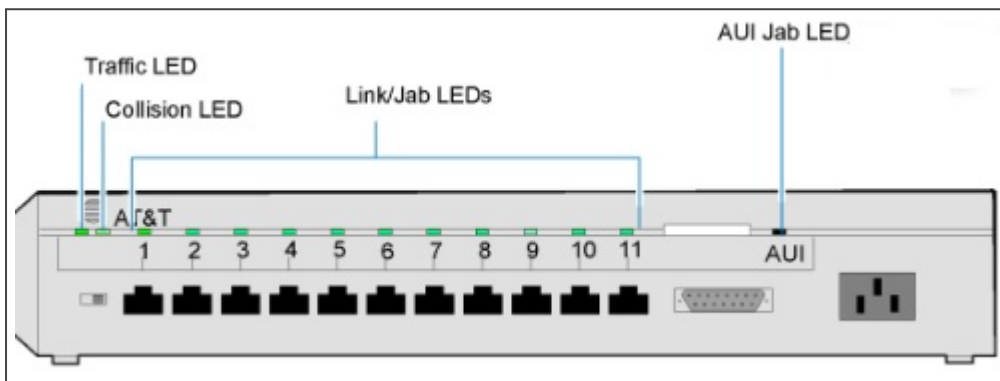 AUI Jab LED
Traffic LED
Link/Jab LEDs
Collision LED
AT&T
1 2 3 4 5 6 7 8 9 10 11
AUI